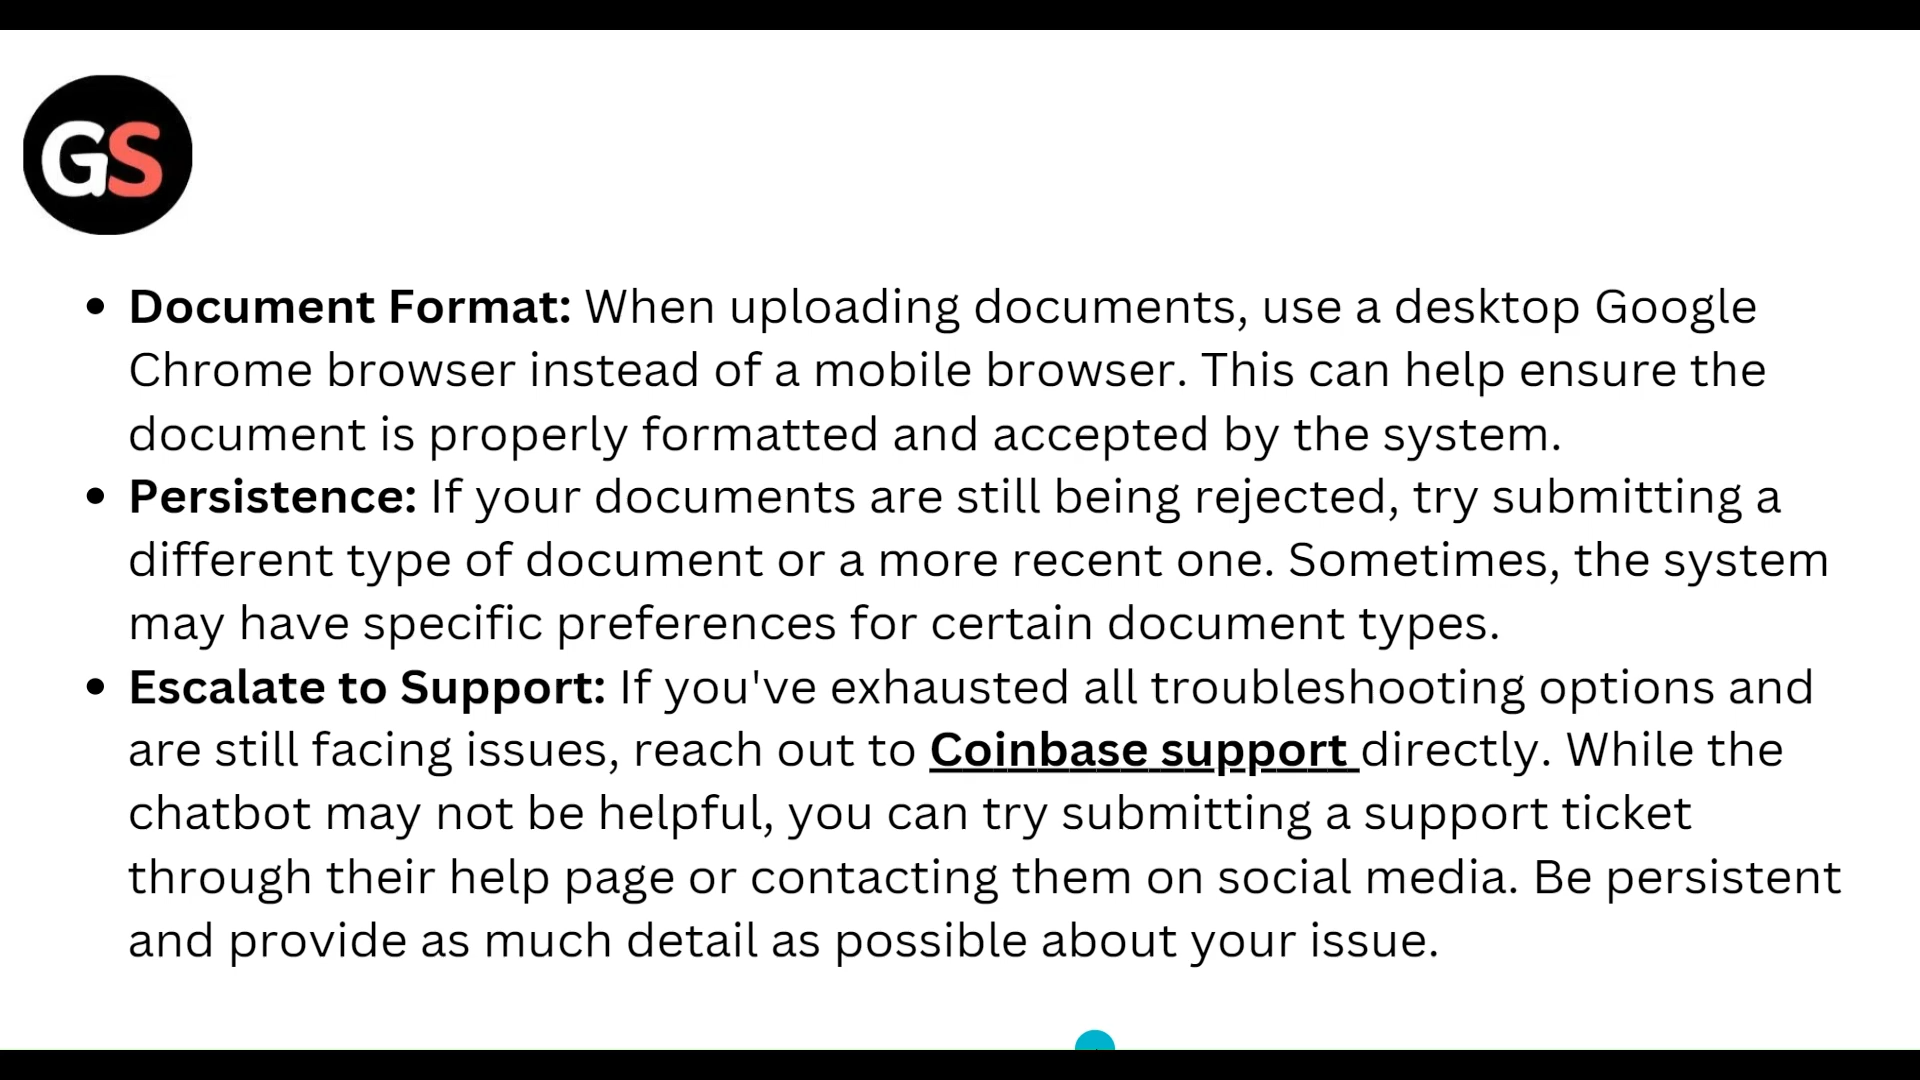 GS
• Document Format: When uploading documents, use a desktop Google
Chrome browser instead of a mobile browser. This can help ensure the
document is properly formatted and accepted by the system.
• Persistence: If your documents are still being rejected, try submitting a
different type of document or a more recent one. Sometimes, the system
may have specific preferences for certain document types.
• Escalate to Support: If you've exhausted all troubleshooting options and
are still facing issues, reach out to Coinbase support directly. While the
chatbot may not be helpful, you can try submitting a support ticket
through their help page or contacting them on social media. Be persistent
and provide as much detail as possible about your issue.